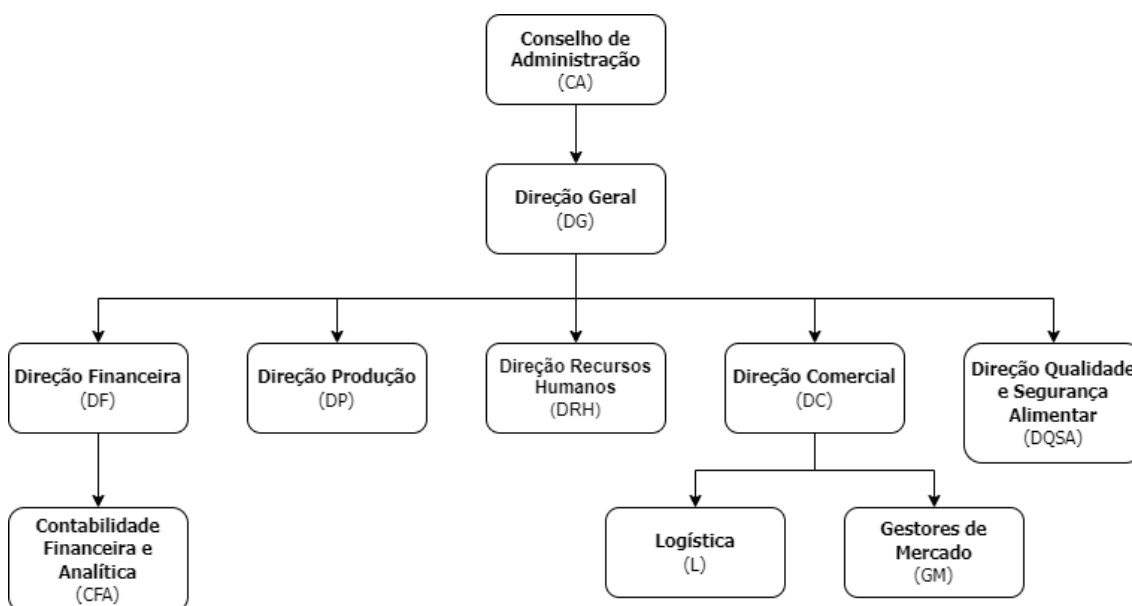 Conselho de
Administração
(CA)
Direção Geral
(DG)
Direção Financeira
(DF)
Direção Produção
(DP)
Direção Recursos
Humanos
(DRH)
Direção Comercial
(DC)
Direção Qualidade
e Segurança
Alimentar
(DQSA)
Contabilidade
Financeira e
Analítica
(CFA)
Logística
(L)
Gestores de
Mercado
(GM)